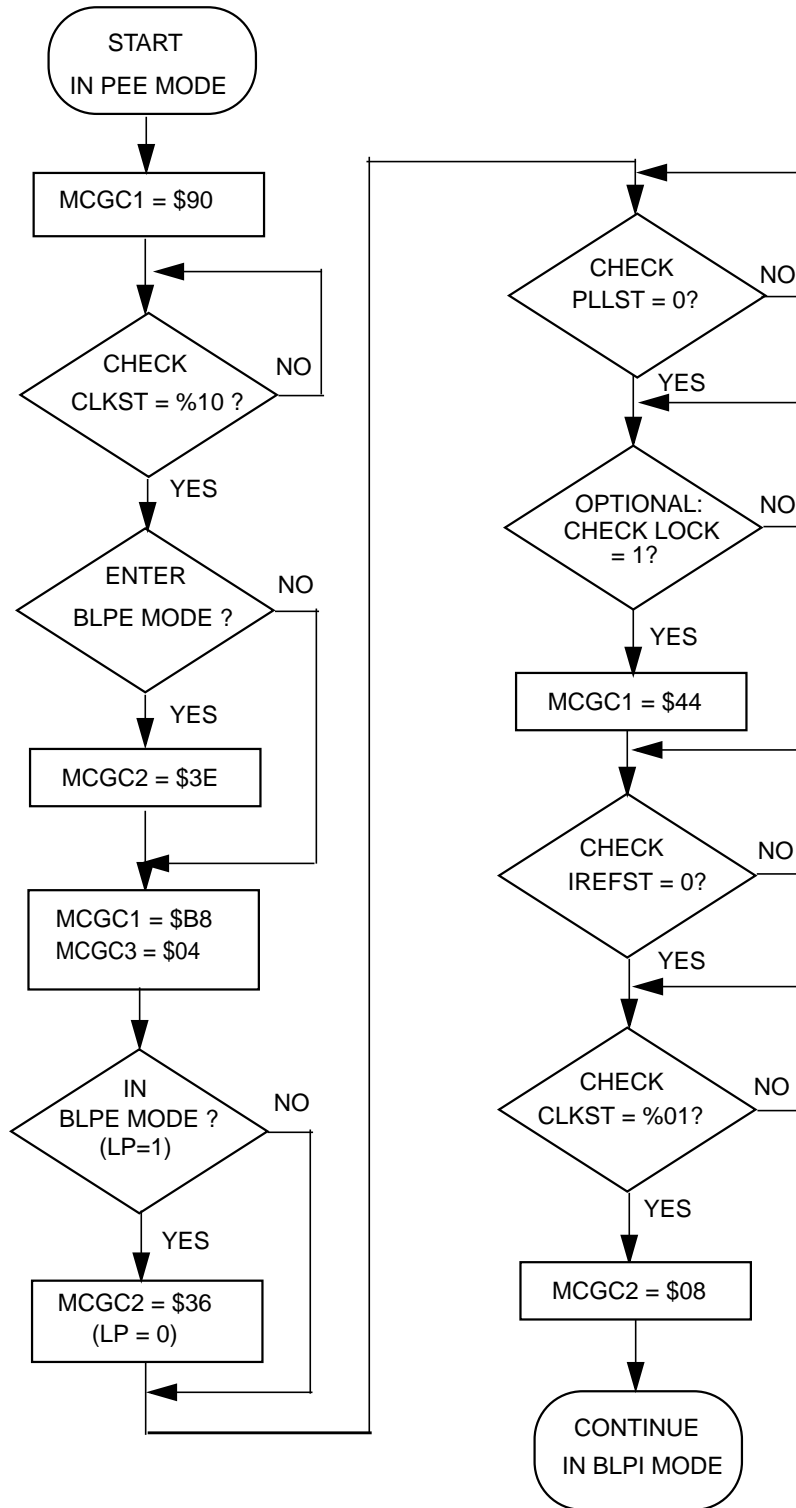 START
IN PEE MODE
MCGC1 = $90
CHECK
CLKST = %10 ?
NO
YES
ENTER
BLPE MODE ?
NO
YES
MCGC2 = $3E
MCGC1 = $B8
MCGC3 = $04
IN
BLPE MODE ?
(LP=1)
NO
YES
MCGC2 = $36
(LP = 0)
CHECK
PLLST = 0?
NO
YES
OPTIONAL:
CHECK LOCK
= 1?
NO
YES
MCGC1 = $44
CHECK
IREFST = 0?
NO
YES
CHECK
CLKST = %01?
NO
YES
MCGC2 = $08
CONTINUE
IN BLPI MODE